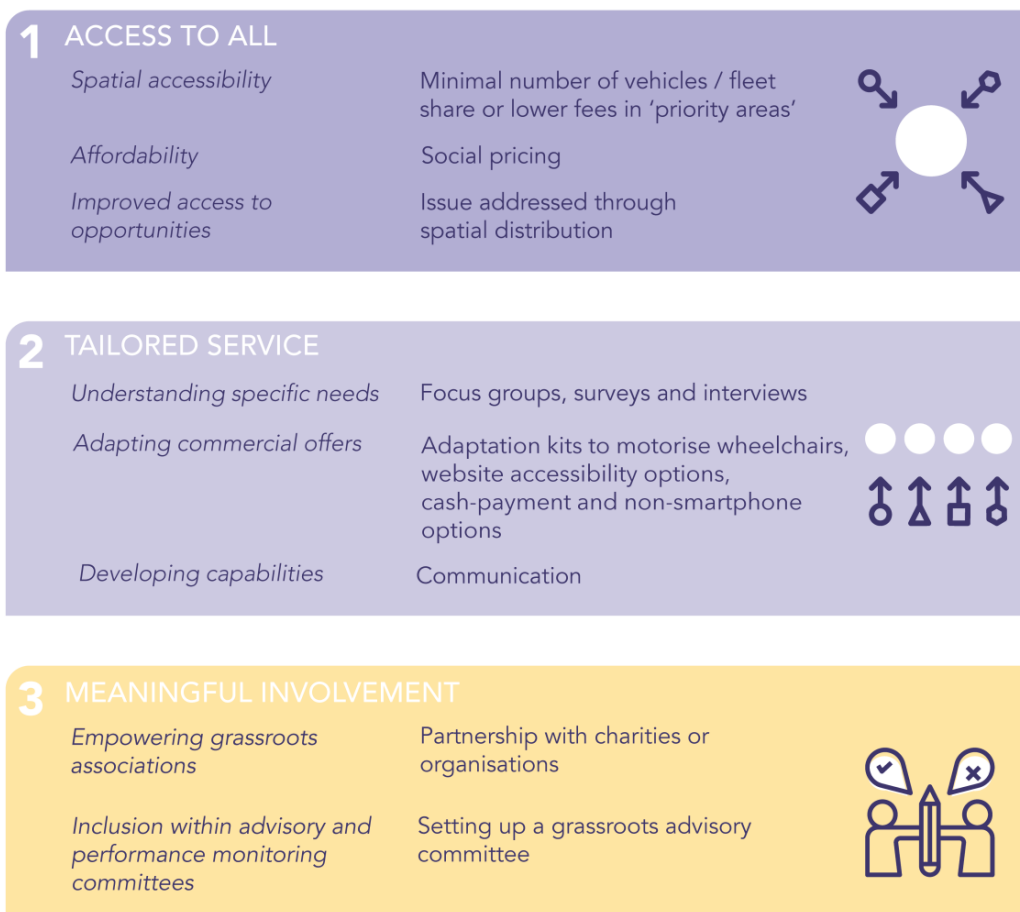 1 ACCESS TO ALL
Spatial accessibility
Minimal number of vehicles / fleet
share or lower fees in ‘priority areas’
Affordability
Social pricing
Improved access to
opportunities
Issue addressed through
spatial distribution
2 TAILORED SERVICE
Understanding specific needs
Focus groups, surveys and interviews
Adapting commercial offers
Adaptation kits to motorise wheelchairs,
website accessibility options,
cash-payment and non-smartphone
options
Developing capabilities
Communication
3 MEANINGFUL INVOLVEMENT
Empowering grassroots
associations
Partnership with charities or
organisations
Inclusion within advisory and
performance monitoring
committees
Setting up a grassroots advisory
committee